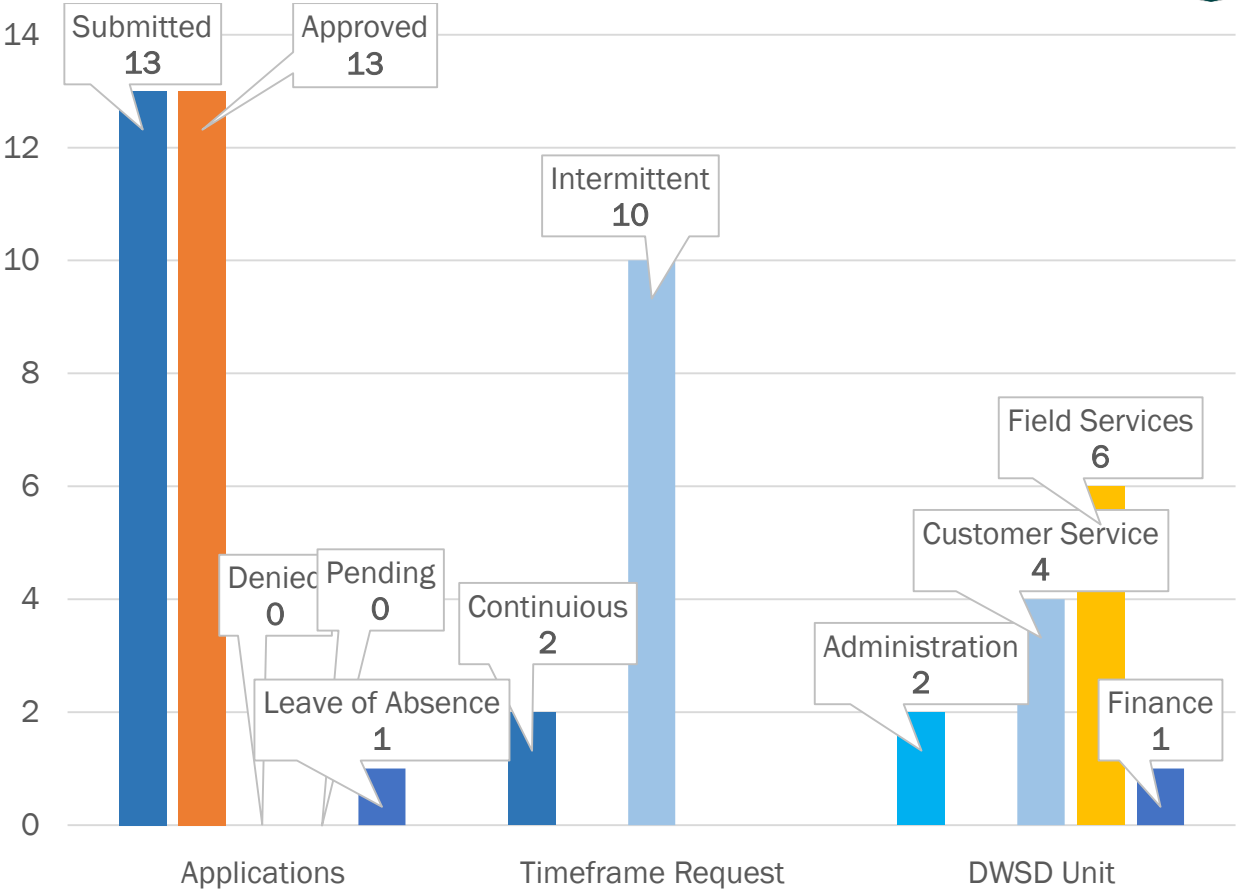 14
12
10
8
6
4
2
0
Submitted
13
Approved
13
Denied
0
Pending
0
Leave of Absence
1
Continuious
2
Intermittent
10
Administration
2
Customer Service
4
Field Services
6
Finance
1
Applications
Timeframe Request
DWSD Unit